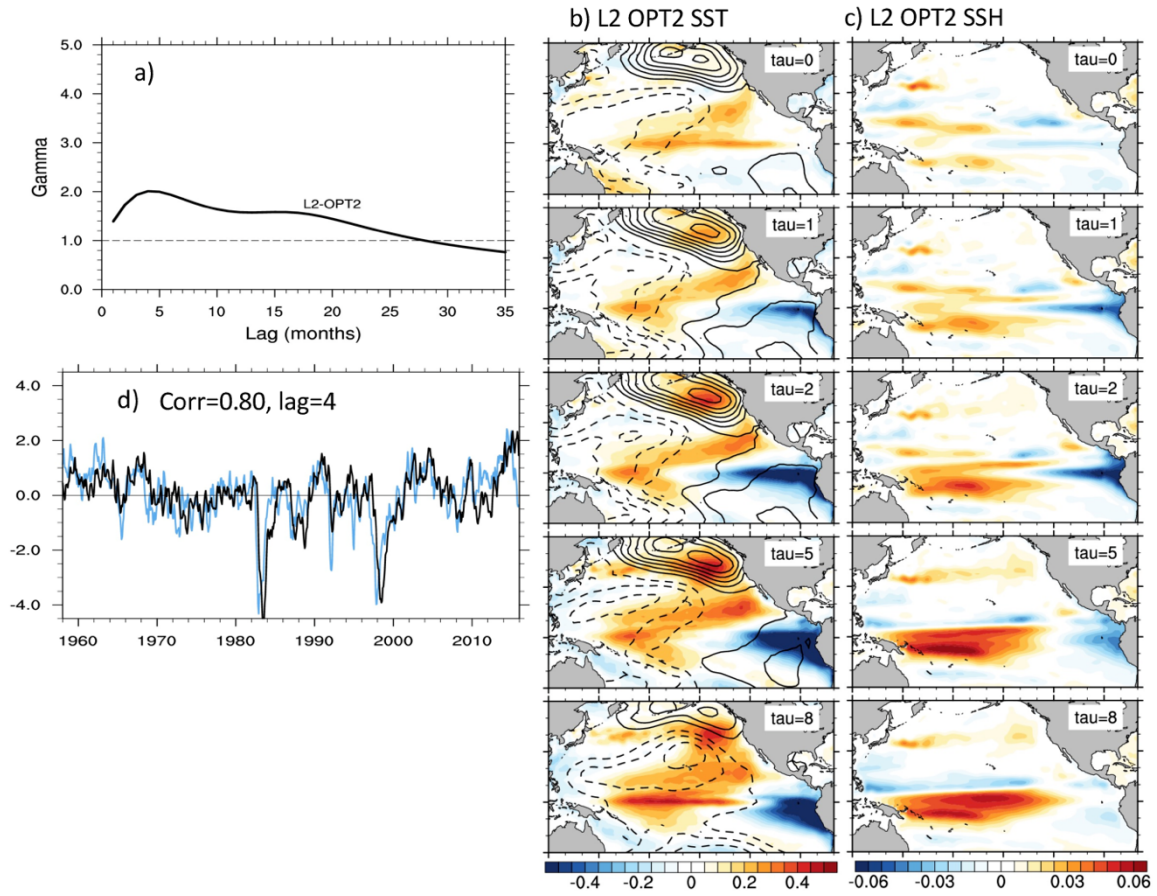 a)
5.0
4.0
3.0
2.0
1.0
0.0
Gamma
L2-OPT2
0 5 10 15 20 25 30 35
Lag (months)
d) Corr=0.80, lag=4
4.0
2.0
0.0
-2.0
-4.0
1960 1970 1980 1990 2000 2010
b) L2 OPT2 SST
tau=0
tau=1
tau=2
tau=5
tau=8
-0.4 -0.2 0 0.2 0.4
c) L2 OPT2 SSH
tau=0
tau=1
tau=2
tau=5
tau=8
-0.06 -0.03 0 0.03 0.06